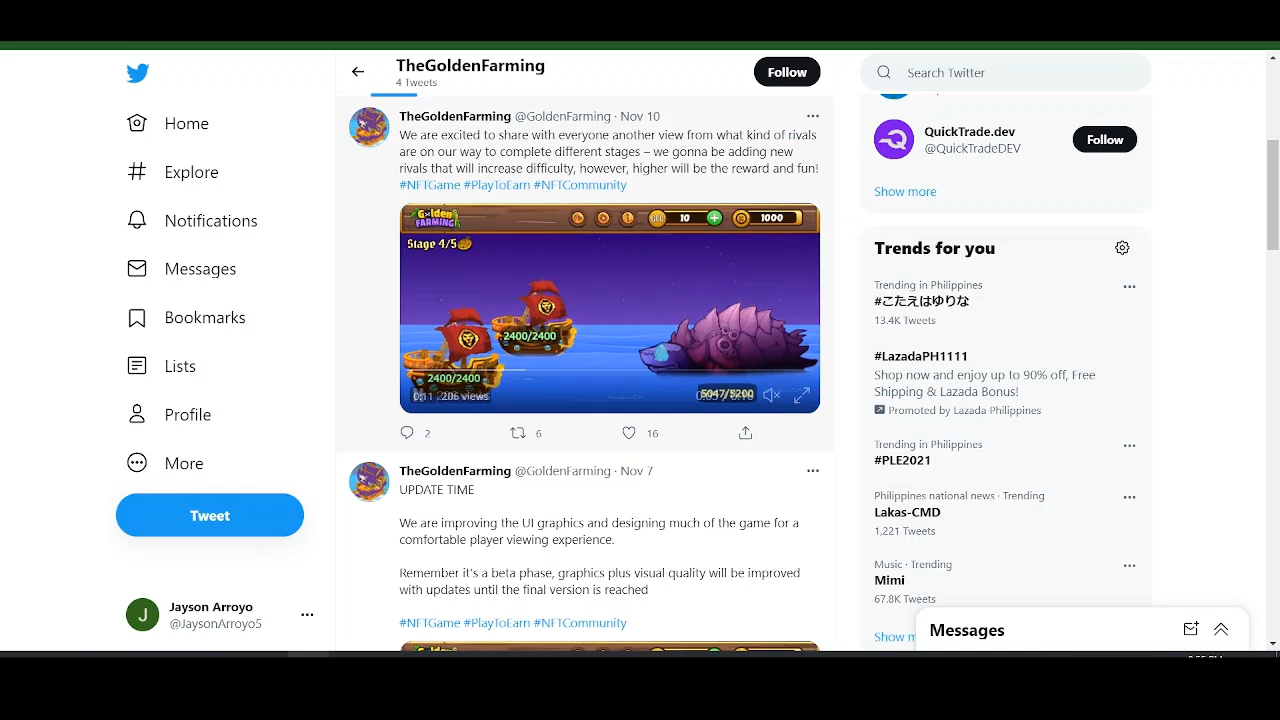 TheGoldenFarming
4 Tweets
Follow
Search Twitter
Home
Explore
Notifications
Messages
Bookmarks
Lists
Profile
More
Tweet
Jayson Arroyo
@JaysonArroyo5
TheGoldenFarming @GoldenFarming · Nov 10
We are excited to share with everyone another view from what kind of rivals
are on our way to complete different stages – we gonna be adding new
rivals that will increase difficulty, however, higher will be the reward and fun!
#NFTGame #PlayToEarn #NFTCommunity
Golden
FARMING
10
1000
Stage 4/5
2400/2400
2400/2400
5047/5200
0:11 206 views
2
6
16
TheGoldenFarming @GoldenFarming · Nov 7
UPDATE TIME
We are improving the UI graphics and designing much of the game for a
comfortable player viewing experience.
Remember it's a beta phase, graphics plus visual quality will be improved
with updates until the final version is reached
#NFTGame #PlayToEarn #NFTCommunity
QuickTrade.dev
@QuickTradeDEV
Follow
Show more
Trends for you
Trending in Philippines
#こたえはゆりな
13.4K Tweets
#LazadaPH1111
Shop now and enjoy up to 90% off, Free
Shipping & Lazada Bonus!
Promoted by Lazada Philippines
Trending in Philippines
#PLE2021
Philippines national news · Trending
Lakas-CMD
1,221 Tweets
Music · Trending
Mimi
67.8K Tweets
Show
Messages